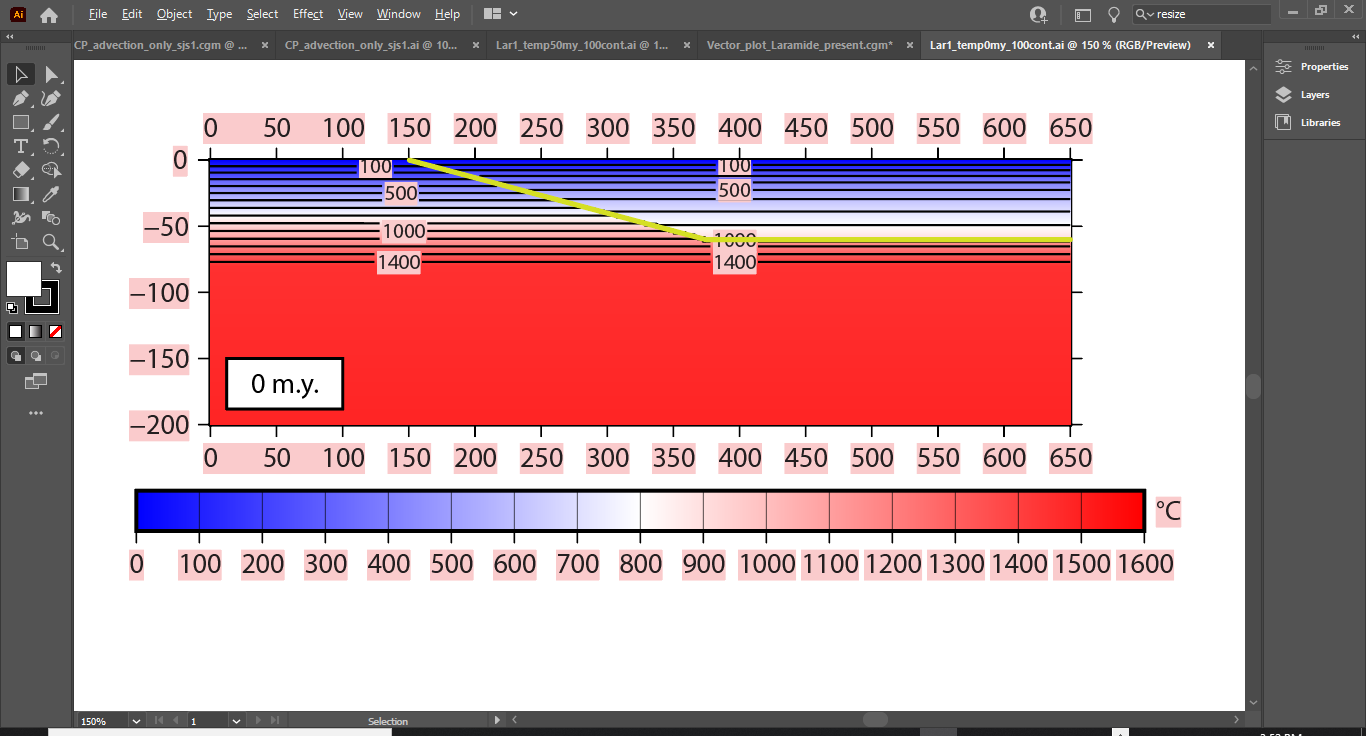 Ai File Edit Object Type Select Effect View Window Help resize
CP_advection_only_sjs1.cgm @ ... × CP_advection_only_sjs1.ai @ 10... × Lar1_temp50my_100cont.ai @ 1... × Vector_plot_Laramide_present.cgm* × Lar1_temp0my_100cont.ai @ 150 % (RGB/Preview) ×
Properties
Layers
Libraries
0 50 100 150 200 250 300 350 400 450 500 550 600 650
0
−50
−100
−150
−200
100 100
500 500
1000 1000
1400 1400
0 m.y.
0 50 100 150 200 250 300 350 400 450 500 550 600 650
°C
0 100 200 300 400 500 600 700 800 900 1000 1100 1200 1300 1400 1500 1600
150% 1 Selection